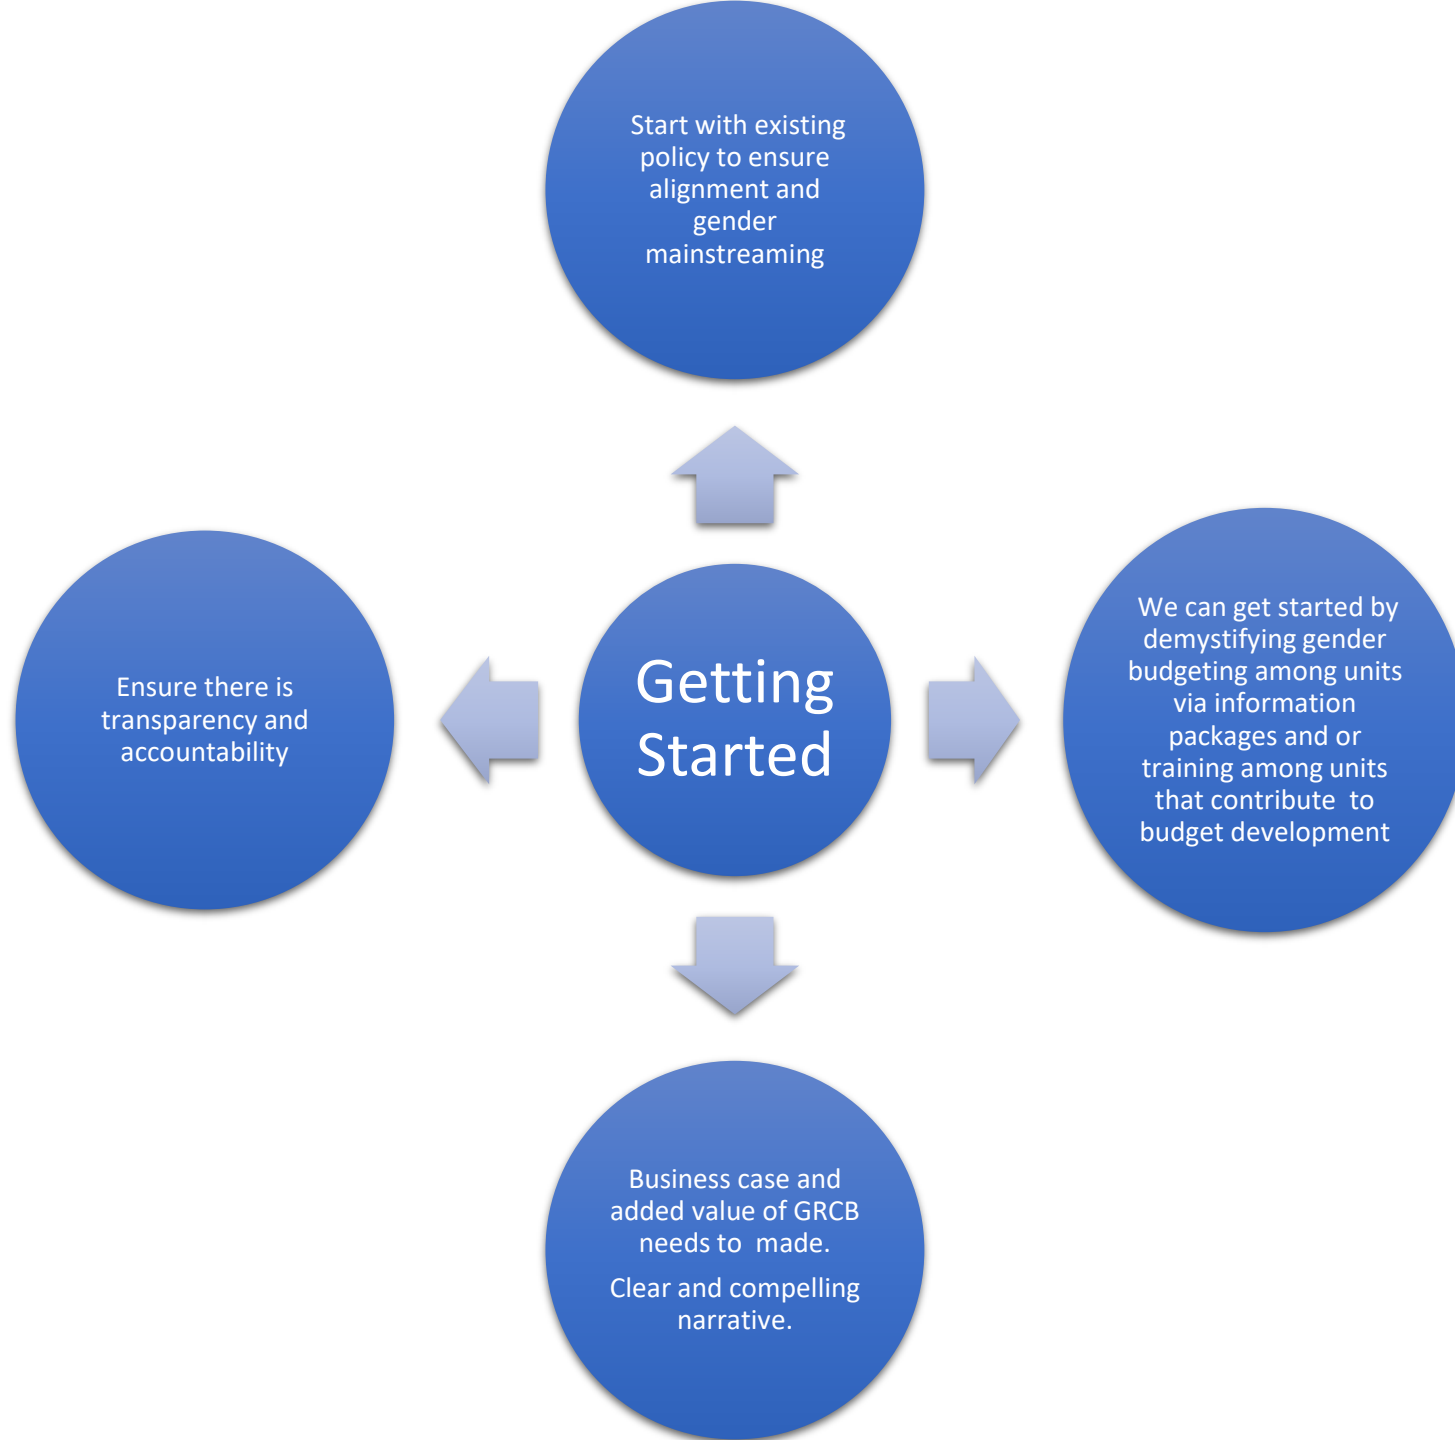 Start with existing
policy to ensure
alignment and
gender
mainstreaming
Ensure there is
transparency and
accountability
Getting
Started
We can get started by
demystifying gender
budgeting among units
via information
packages and or
training among units
that contribute  to
budget development
Business case and
added value of GRCB
needs to  made.
Clear and compelling
narrative.